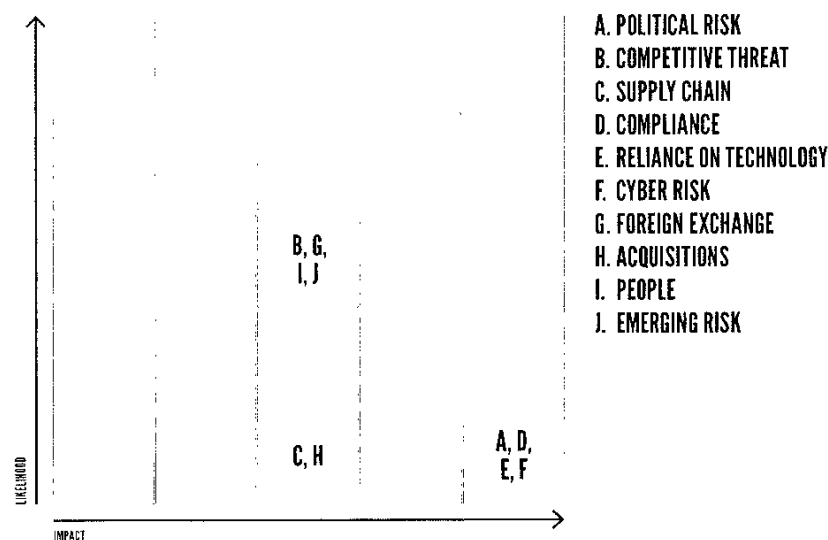 A. POLITICAL RISK
B. COMPETITIVE THREAT
C. SUPPLY CHAIN
D. COMPLIANCE
E. RELIANCE ON TECHNOLOGY
F. CYBER RISK
G. FOREIGN EXCHANGE
H. ACQUISITIONS
I. PEOPLE
J. EMERGING RISK
B, G,
I, J
C, H
A, D,
E, F
LIKELIHOOD
IMPACT